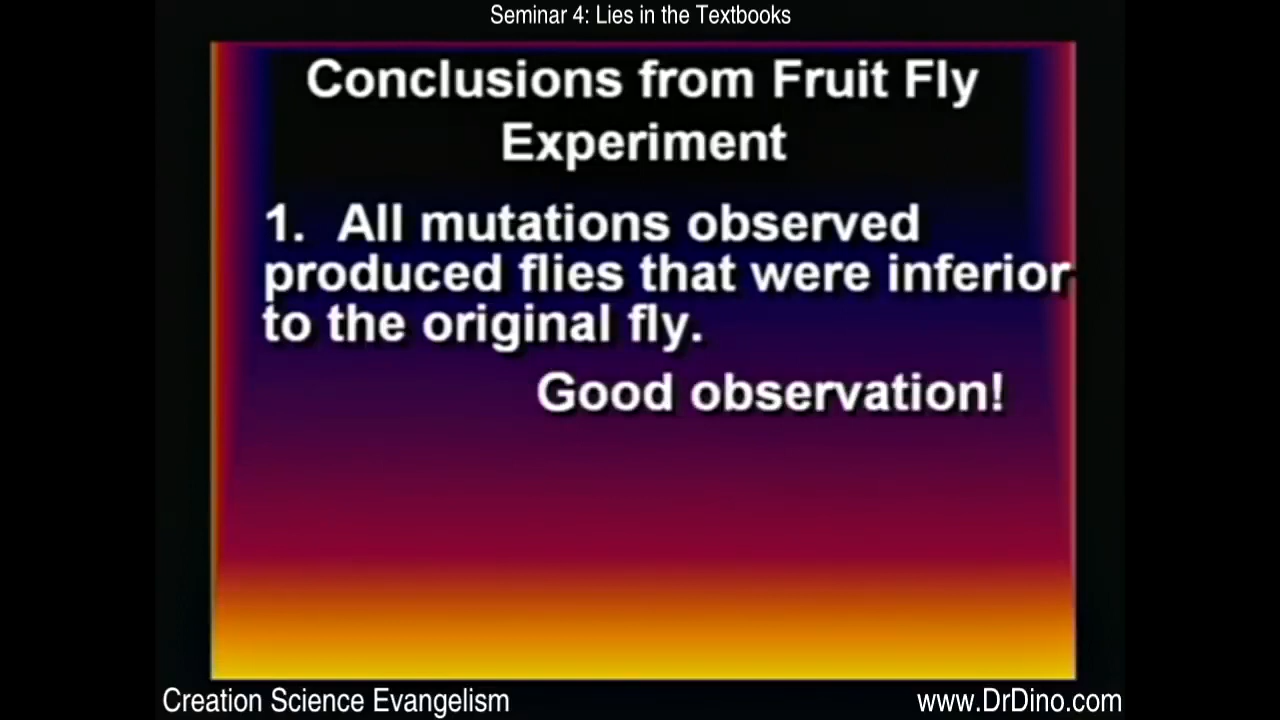 Seminar 4: Lies in the Textbooks
Conclusions from Fruit Fly
Experiment
1. All mutations observed
produced flies that were inferior
to the original fly.
Good observation!
Creation Science Evangelism
www.DrDino.com